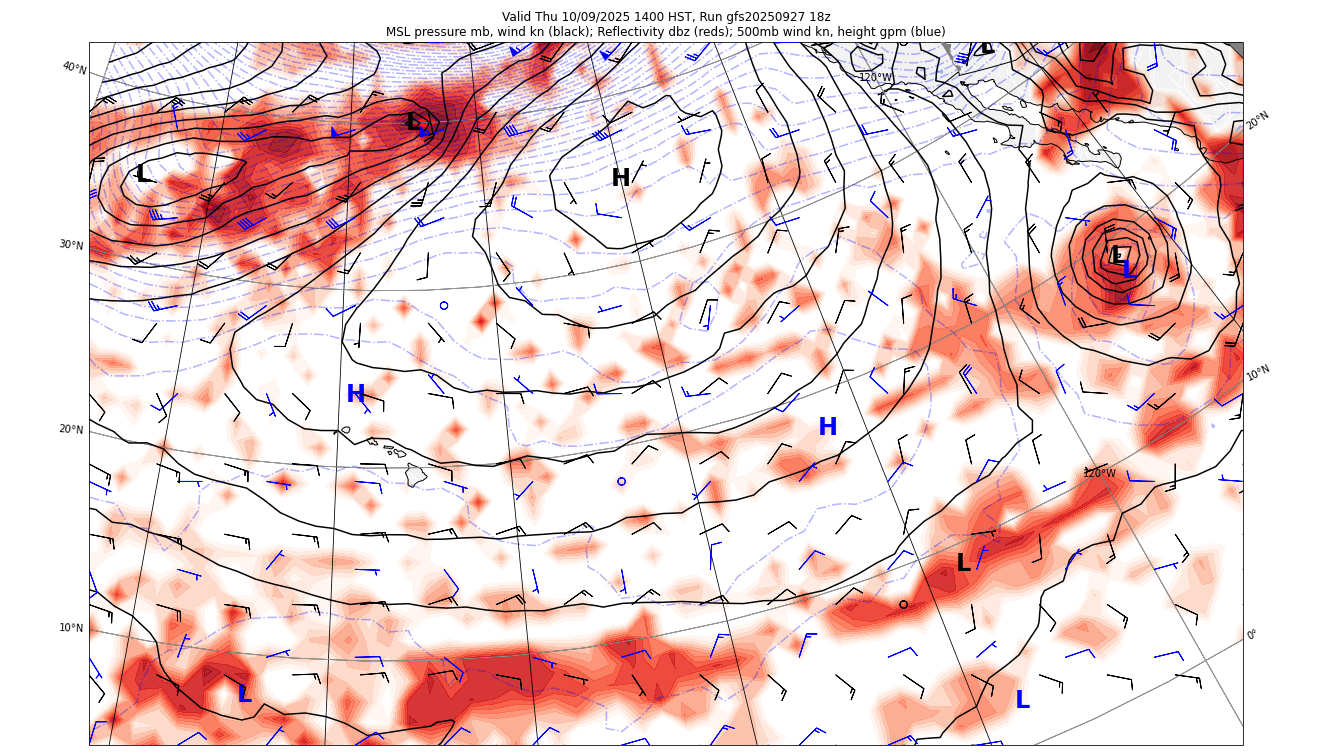 Valid Thu 10/09/2025 1400 HST, Run gfs20250927 18z
MSL pressure mb, wind kn (black); Reflectivity dbz (reds); 500mb wind kn, height gpm (blue)
L
40°N
120°W
20°N
L
L
H
30°N
L
L
10°N
H
H
20°N
120°W
L
10°N
0°
L
L